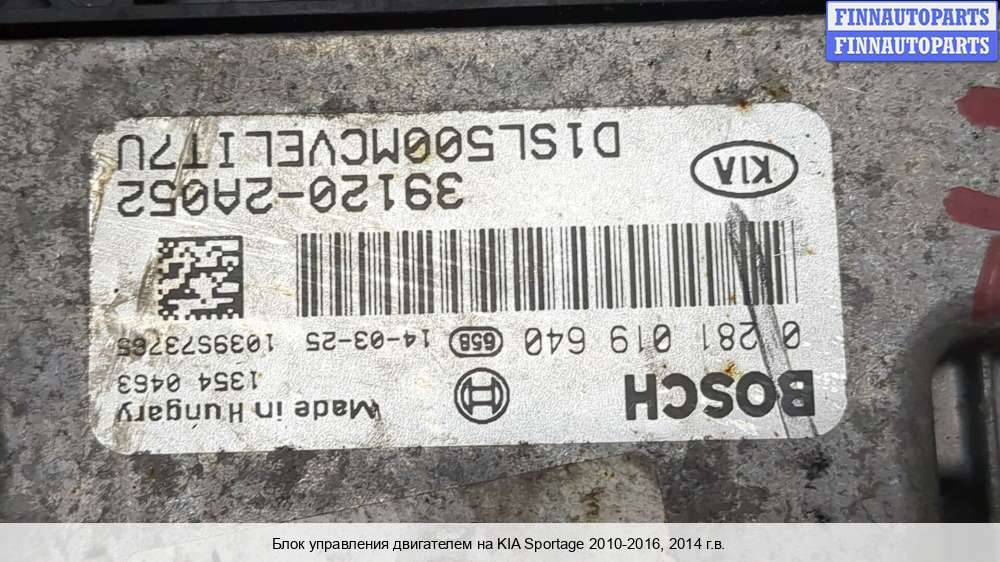 FINNAUTOPARTS
FINNAUTOPARTS
BOSCH
Made in Hungary
1354 0463
0 281 019 640
65B
14-03-25
1039S73765
39120-2A052
KIA
D1SL500MCVELIT7U
Блок управления двигателем на KIA Sportage 2010-2016, 2014 г.в.